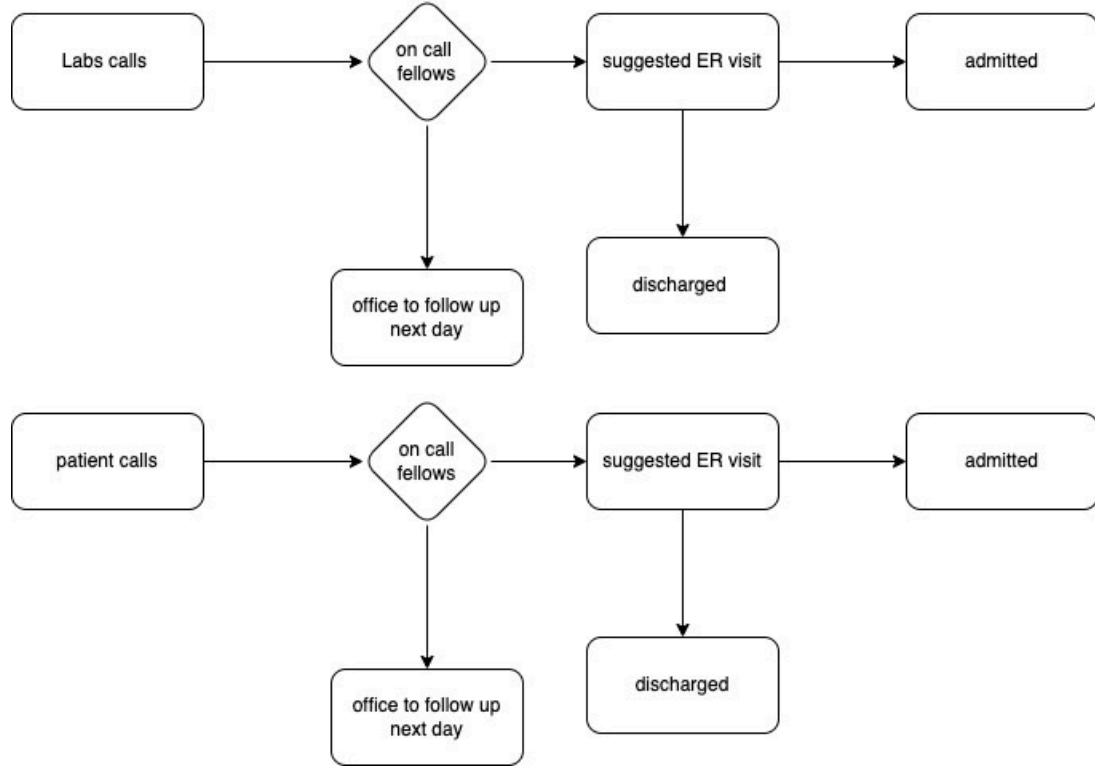 Labs calls
on call
fellows
suggested ER visit
admitted
office to follow up
next day
discharged
patient calls
on call
fellows
suggested ER visit
admitted
office to follow up
next day
discharged